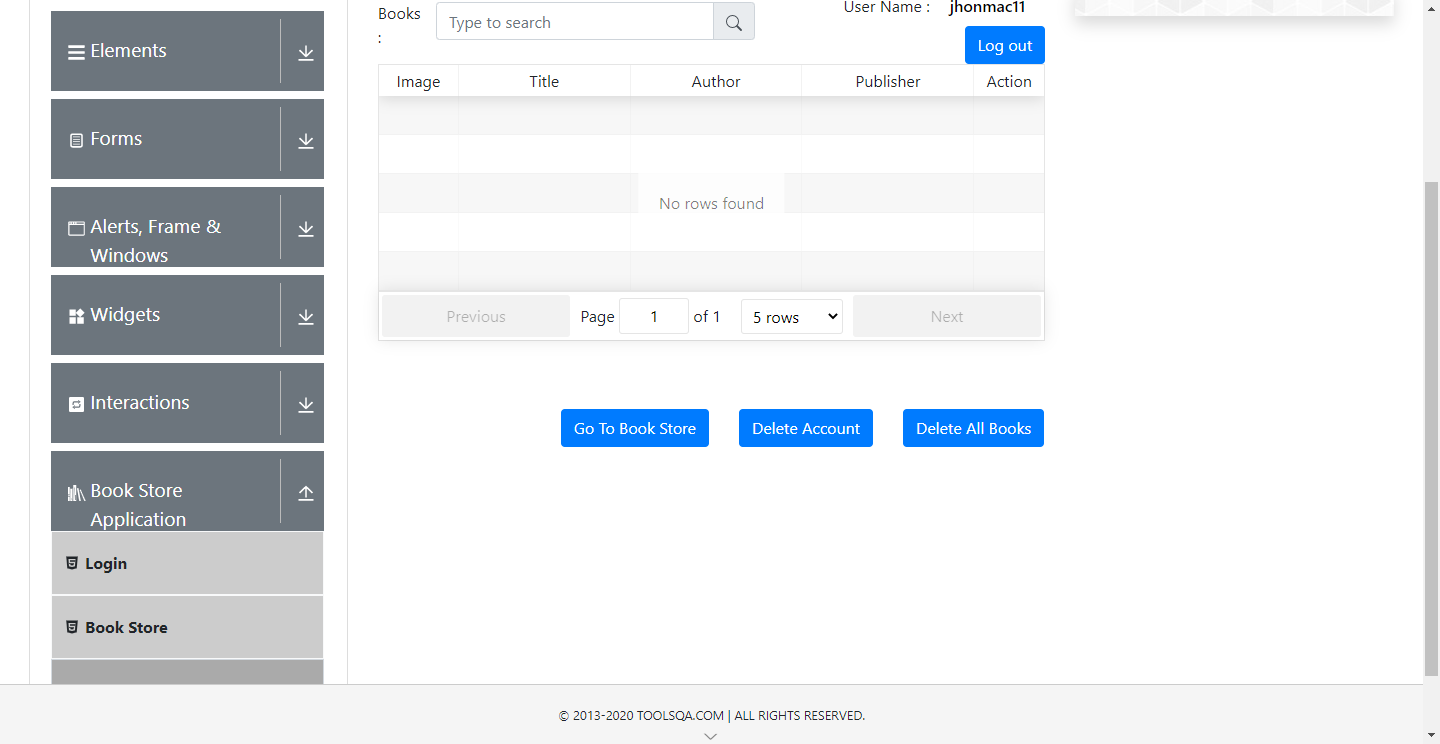 Elements
Forms
Alerts, Frame &
Windows
Widgets
Interactions
Book Store
Application
Login
Book Store
Books
:
Type to search
User Name :
jhonmac11
Log out
Image Title Author Publisher Action
No rows found
Previous Page 1 of 1 5 rows Next
Go To Book Store Delete Account Delete All Books
© 2013-2020 TOOLSQA.COM | ALL RIGHTS RESERVED.